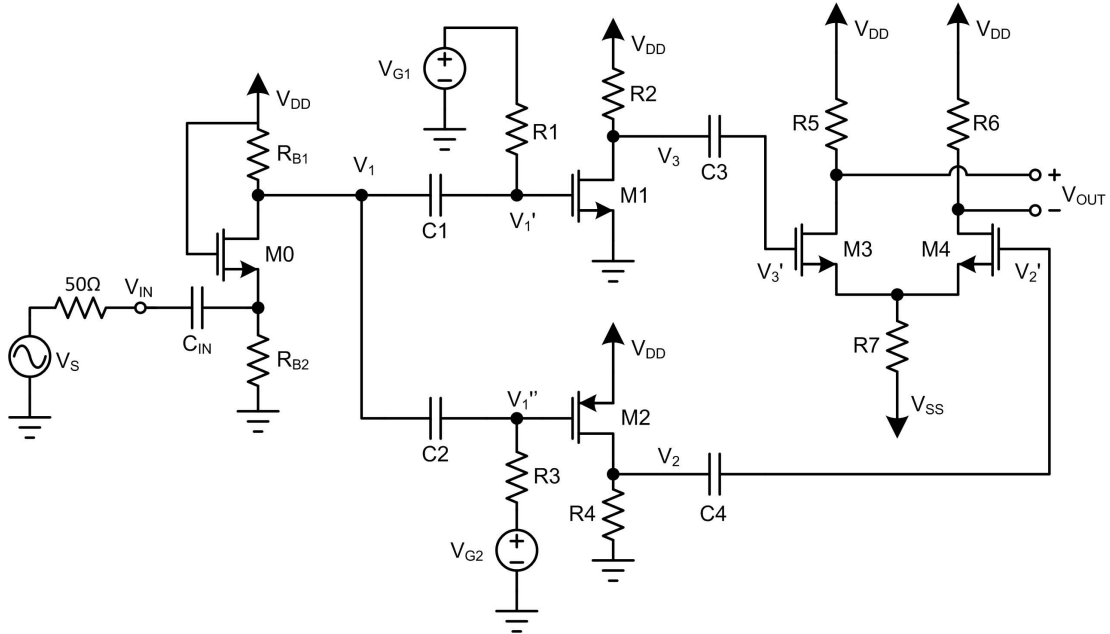 V_DD
V_DD
V_DD
V_G1
+
−
V_DD
R2
R1
R5
R6
R_B1
V_1
V_3
C3
+
V_OUT
−
M1
C1
V_1'
M0
M3
M4
V_3'
V_2'
50Ω
V_IN
C_IN
V_S
R_B2
V_DD
R7
V_1''
M2
V_SS
C2
V_2
R3
R4
C4
V_G2
+
−